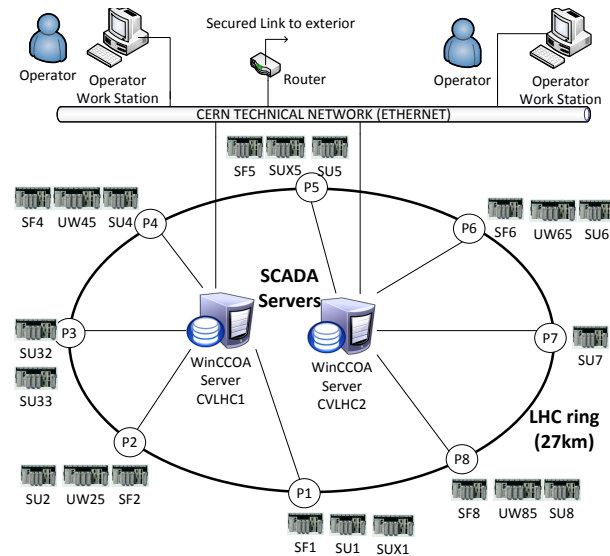 Secured Link to exterior
Operator
Operator
Work Station
Router
Operator
Operator
Work Station
CERN TECHNICAL NETWORK (ETHERNET)
SF5 SUX5 SU5
P5
SF4 UW45 SU4
P4
P6
SF6 UW65 SU6
SCADA
Servers
P3
SU32
SU33
WinCCOA
Server
CVLHC1
WinCCOA
Server
CVLHC2
P7
SU7
LHC ring
(27km)
P2
SU2 UW25 SF2
P8
SF8 UW85 SU8
P1
SF1 SU1 SUX1